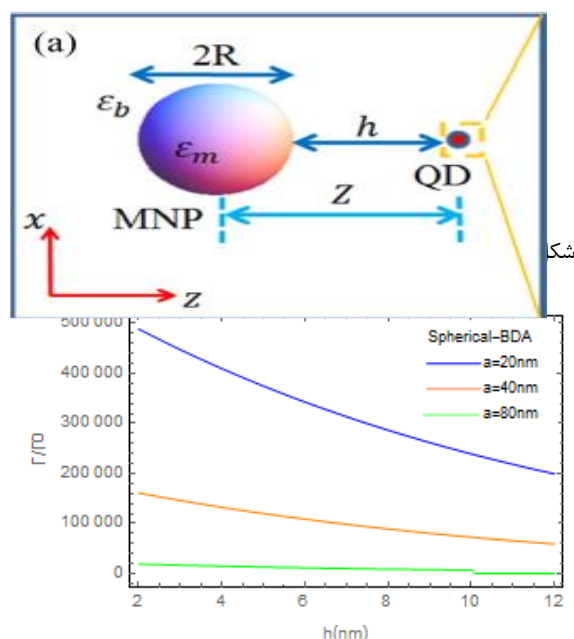 (a)
2R
ε_b
ε_m
h
MNP
QD
Z
x
z
شکل
500 000
400 000
300 000
200 000
100 000
0
Γ/Γ0
Spherical–BDA
a=20nm
a=40nm
a=80nm
2 4 6 8 10 12
h(nm)